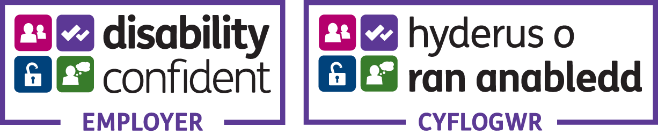 disability
confident
EMPLOYER
hyderus o
ran anabledd
CYFLOGWR